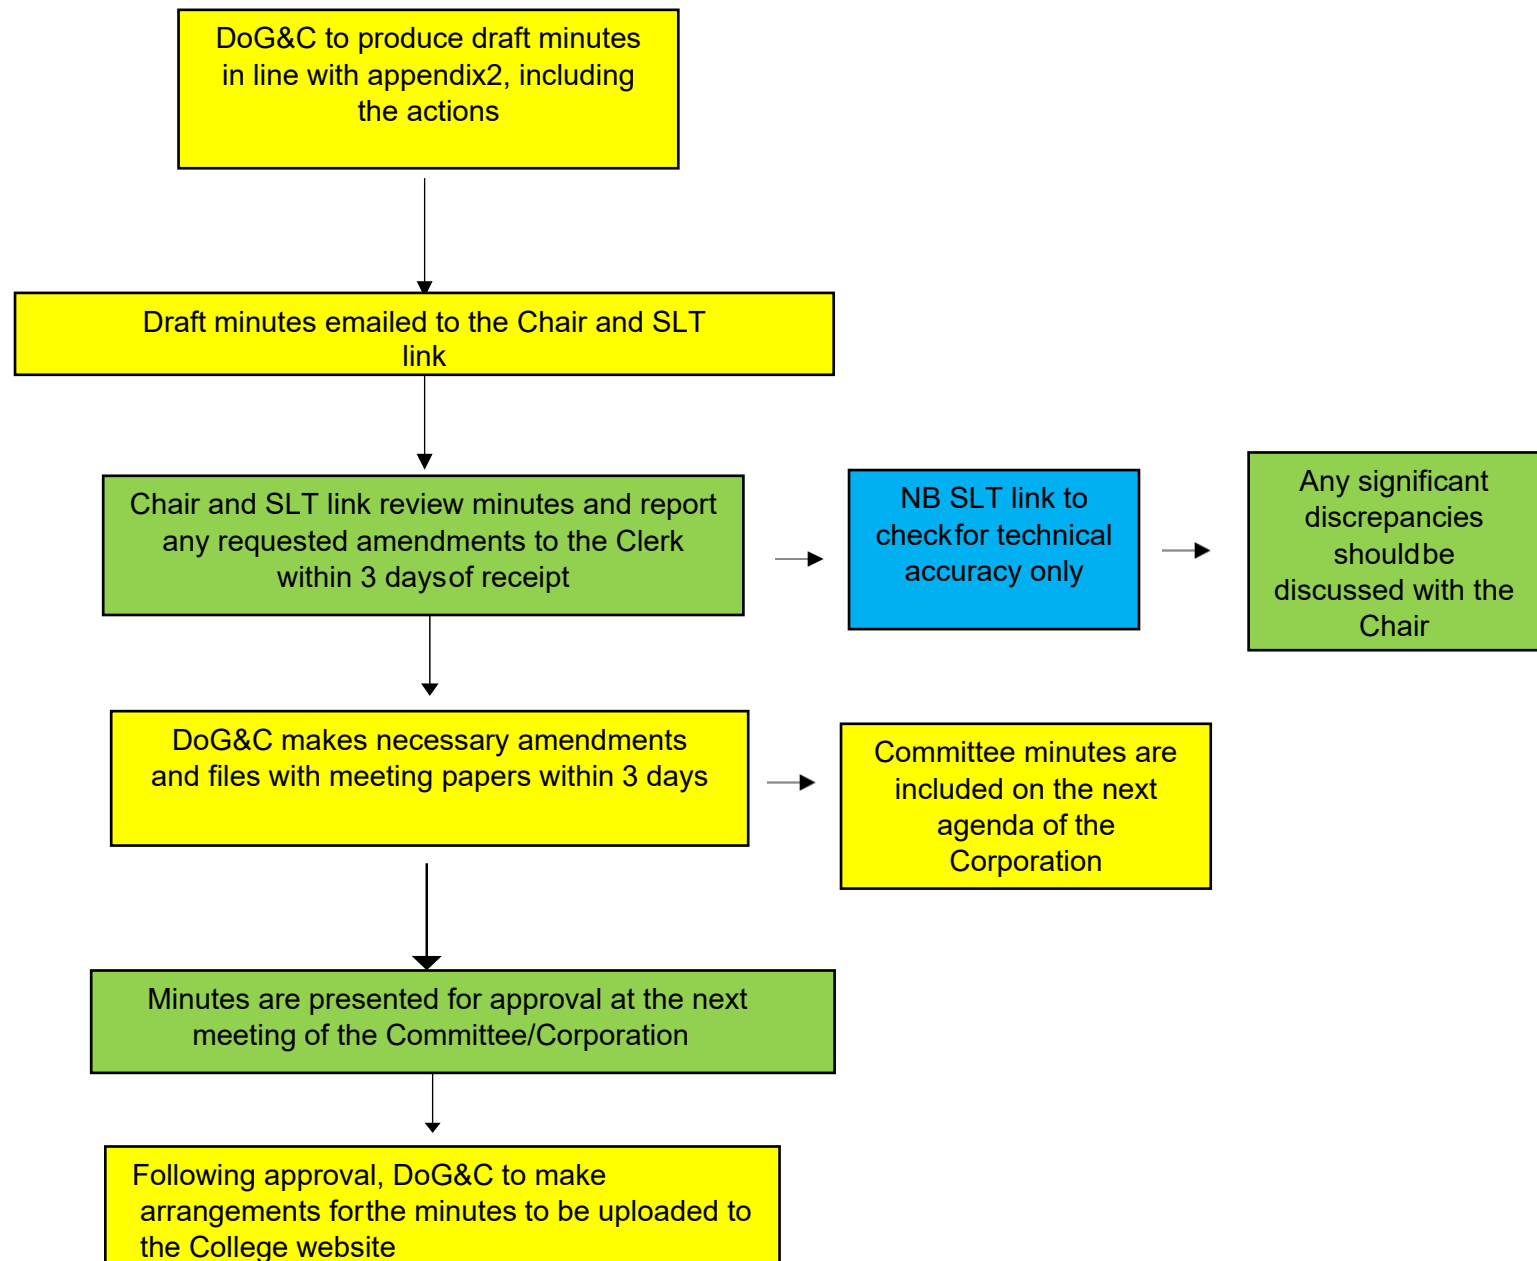 DoG&C to produce draft minutes
in line with appendix2, including
the actions
Draft minutes emailed to the Chair and SLT
link
Chair and SLT link review minutes and report
any requested amendments to the Clerk
within 3 daysof receipt
NB SLT link to
checkfor technical
accuracy only
Any significant
discrepancies
shouldbe
discussed with the
Chair
DoG&C makes necessary amendments
and files with meeting papers within 3 days
Committee minutes are
included on the next
agenda of the
Corporation
Minutes are presented for approval at the next
meeting of the Committee/Corporation
Following approval, DoG&C to make
arrangements forthe minutes to be uploaded to
the College website